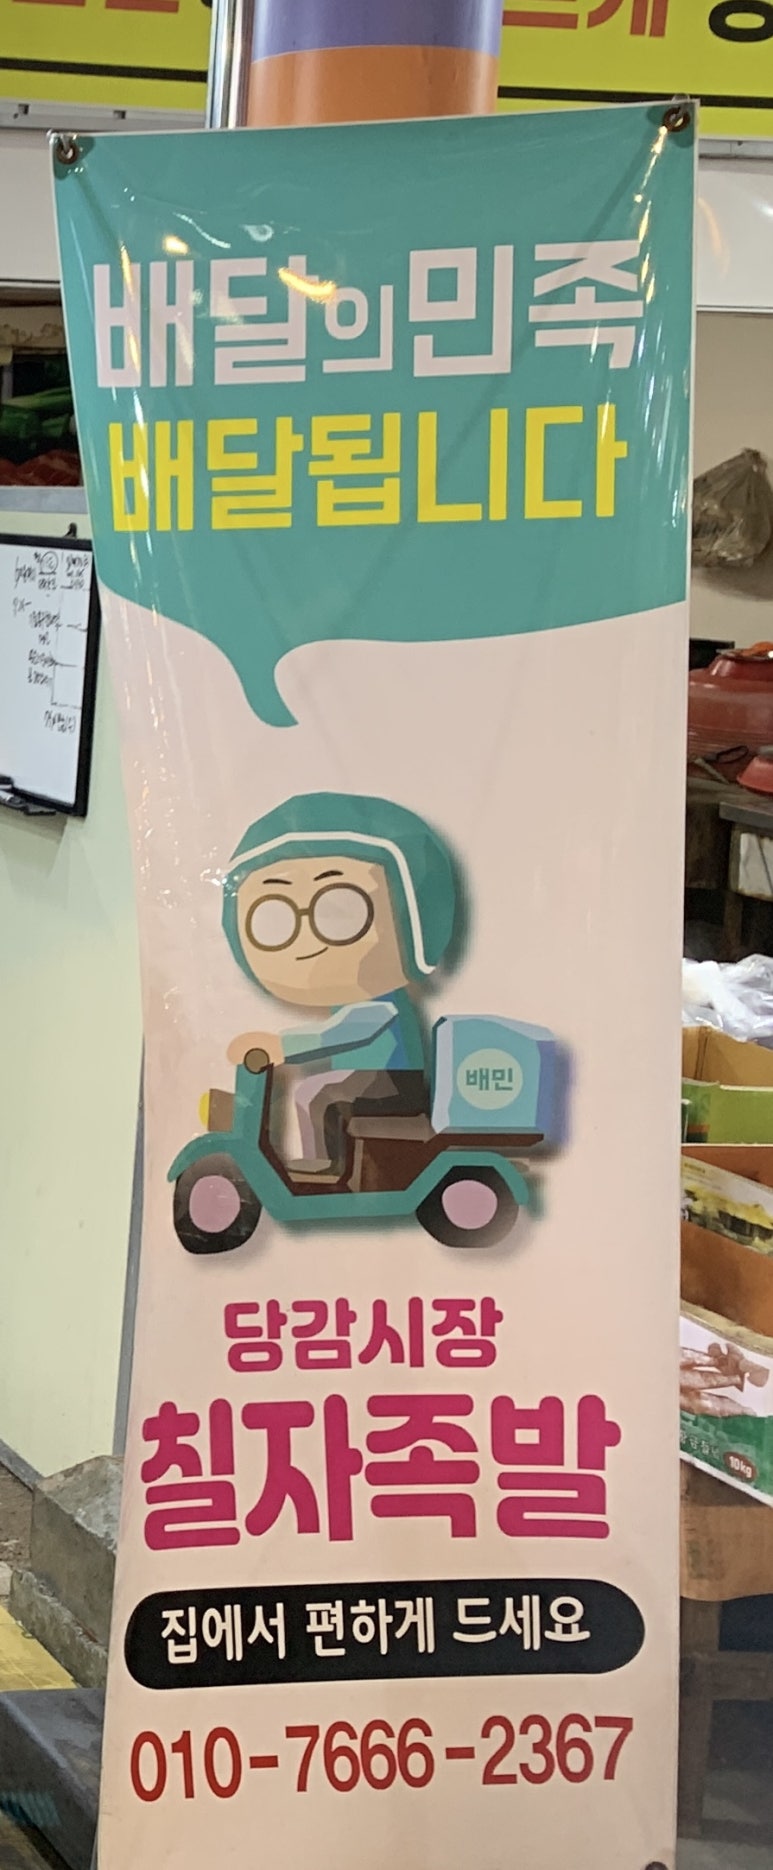 배달의민족
배달됩니다
배민
당감시장
칠자족발
집에서 편하게 드세요
010-7666-2367
10kg